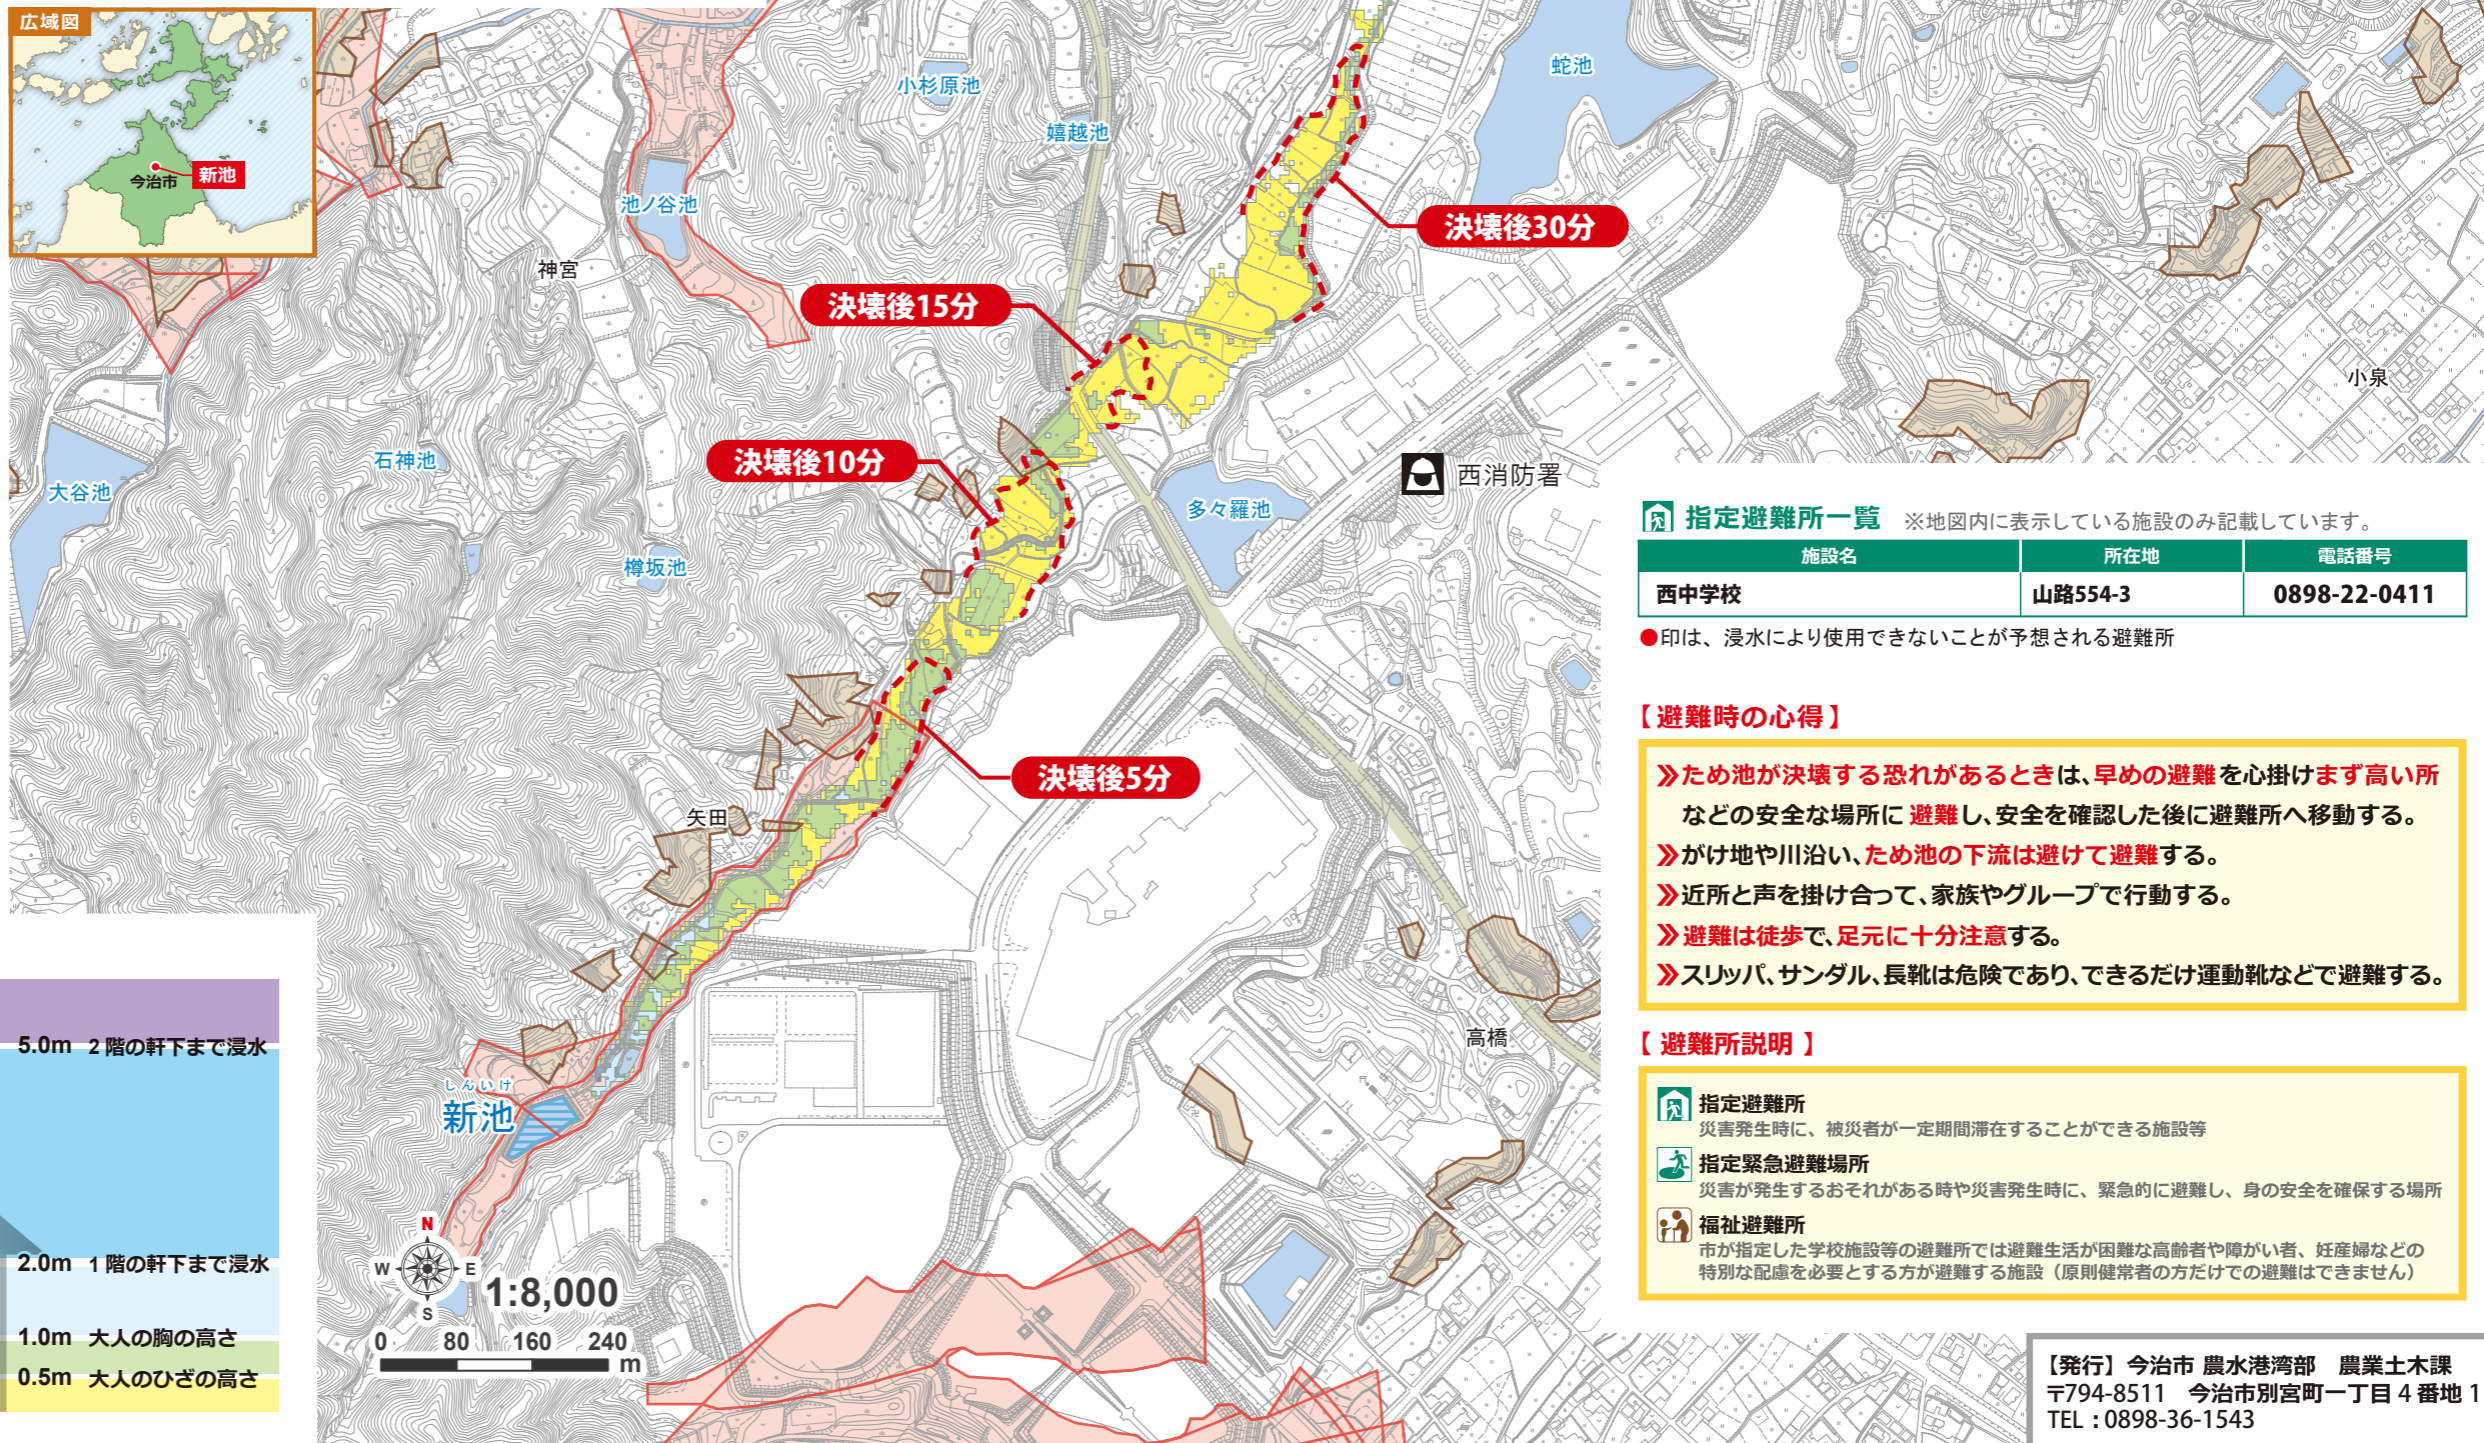 広域図
今治市
新池
小杉原池
嬉越池
蛇池
池ノ谷池
神宮
決壊後30分
決壊後15分
小泉
決壊後10分
石神池
大谷池
樽坂池
多々羅池
西消防署
決壊後5分
矢田
高橋
しんいけ
新池
指定避難所一覧 ※地図内に表示している施設のみ記載しています。
施設名 所在地 電話番号
西中学校 山路554-3 0898-22-0411
●印は、浸水により使用できないことが予想される避難所
【避難時の心得】
»ため池が決壊する恐れがあるときは、早めの避難を心掛けまず高い所
などの安全な場所に 避難し、安全を確認した後に避難所へ移動する。
»がけ地や川沿い、ため池の下流は避けて避難する。
»近所と声を掛け合って、家族やグループで行動する。
»避難は徒歩で、足元に十分注意する。
»スリッパ、サンダル、長靴は危険であり、できるだけ運動靴などで避難する。
【 避難所説明 】
指定避難所
災害発生時に、被災者が一定期間滞在することができる施設等
指定緊急避難場所
災害が発生するおそれがある時や災害発生時に、緊急的に避難し、身の安全を確保する場所
福祉避難所
市が指定した学校施設等の避難所では避難生活が困難な高齢者や障がい者、妊産婦などの
特別な配慮を必要とする方が避難する施設（原則健常者の方だけでの避難はできません）
5.0m 2階の軒下まで浸水
2.0m 1階の軒下まで浸水
1.0m 大人の胸の高さ
0.5m 大人のひざの高さ
N
W E
S
1:8,000
0 80 160 240
m
【発行】今治市 農水港湾部 農業土木課
〒794-8511 今治市別宮町一丁目4番地1
TEL：0898-36-1543